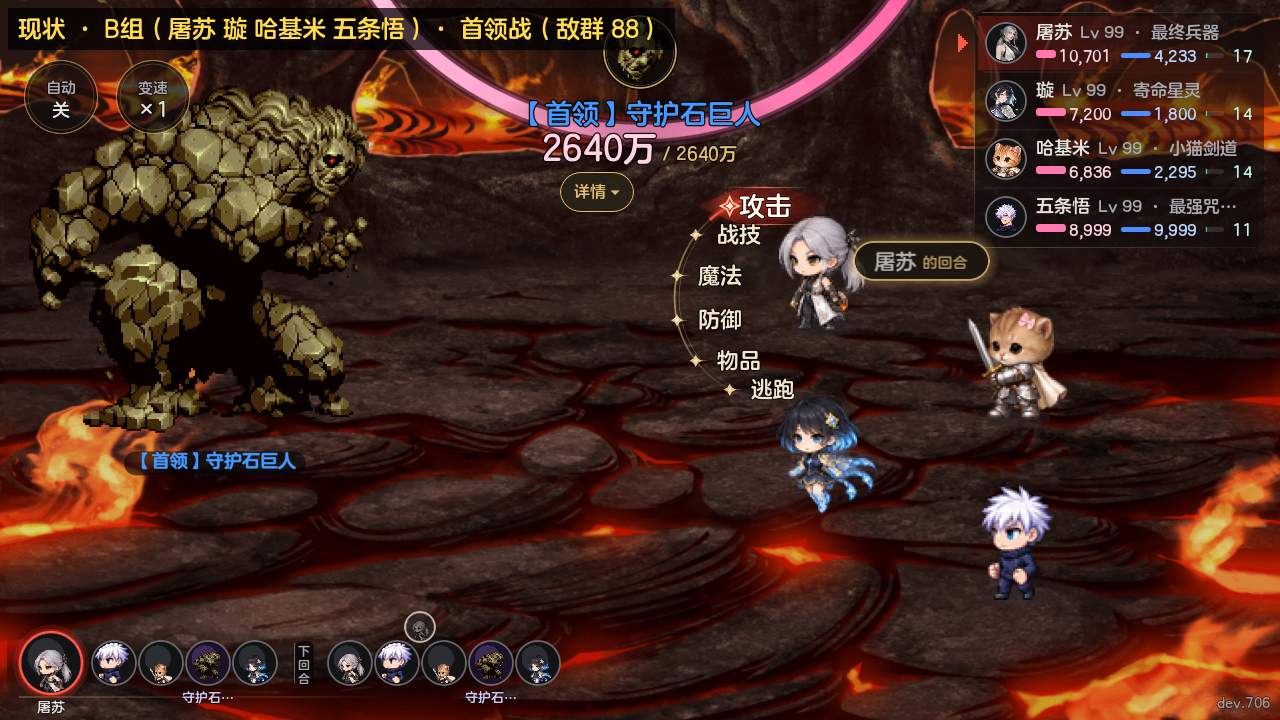 现状 · B组（屠苏 璇 哈基米 五条悟）· 首领战（敌群 88）
自动
关
变速
×1
【首领】守护石巨人
2640万 / 2640万
详情
屠苏 Lv 99 · 最终兵器
10,701 4,233 17
璇 Lv 99 · 寄命星灵
7,200 1,800 14
哈基米 Lv 99 · 小猫剑道
6,836 2,295 14
五条悟 Lv 99 · 最强咒…
8,999 9,999 11
攻击
战技
魔法
防御
物品
逃跑
屠苏 的回合
【首领】守护石巨人
下回合
屠苏
守护石…
守护石…
dev.706